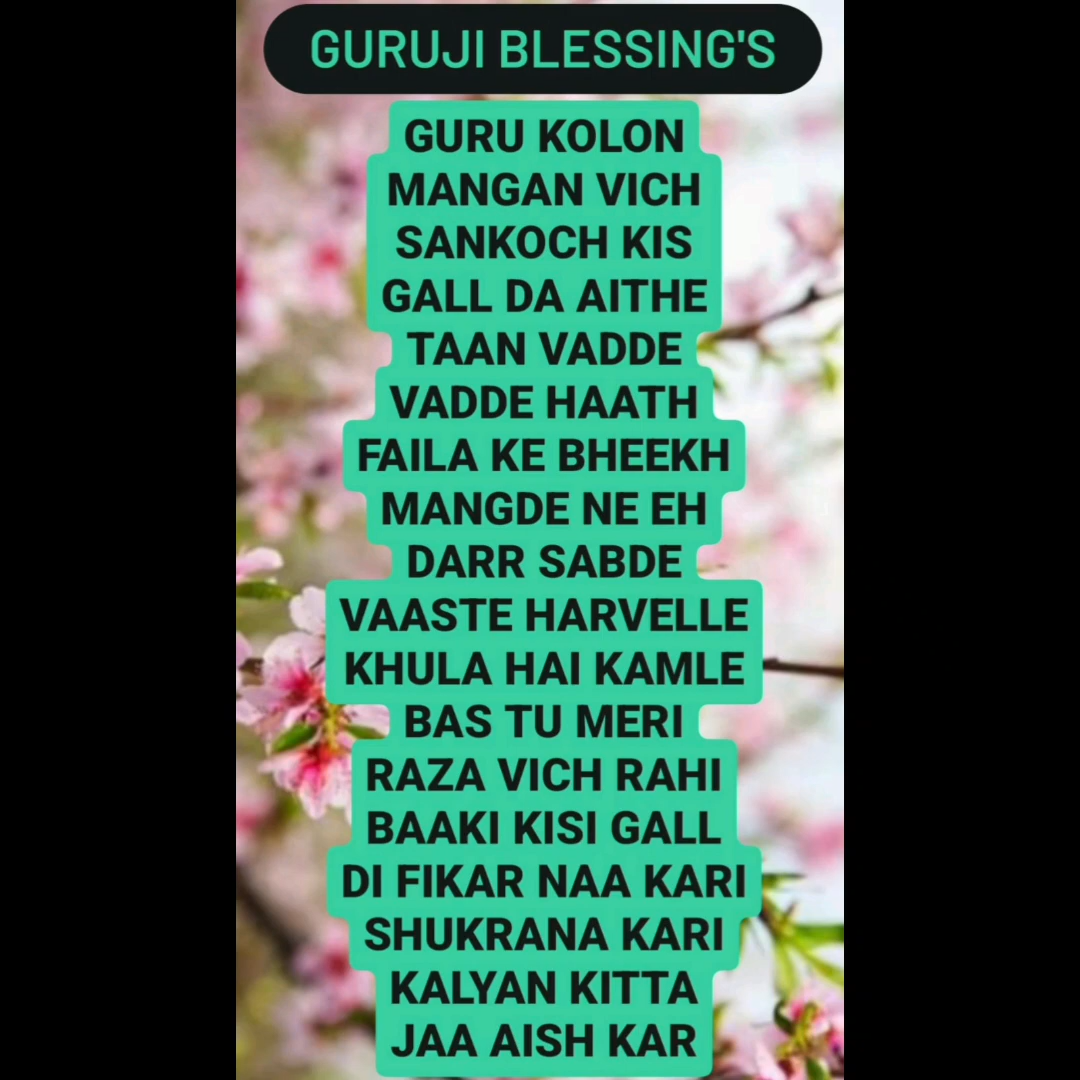 GURUJI BLESSING'S
GURU KOLON
MANGAN VICH
SANKOCH KIS
GALL DA AITHE
TAAN VADDE
VADDE HAATH
FAILA KE BHEEKH
MANGDE NE EH
DARR SABDE
VAASTE HARVELLE
KHULA HAI KAMLE
BAS TU MERI
RAZA VICH RAHI
BAAKI KISI GALL
DI FIKAR NAA KARI
SHUKRANA KARI
KALYAN KITTA
JAA AISH KAR